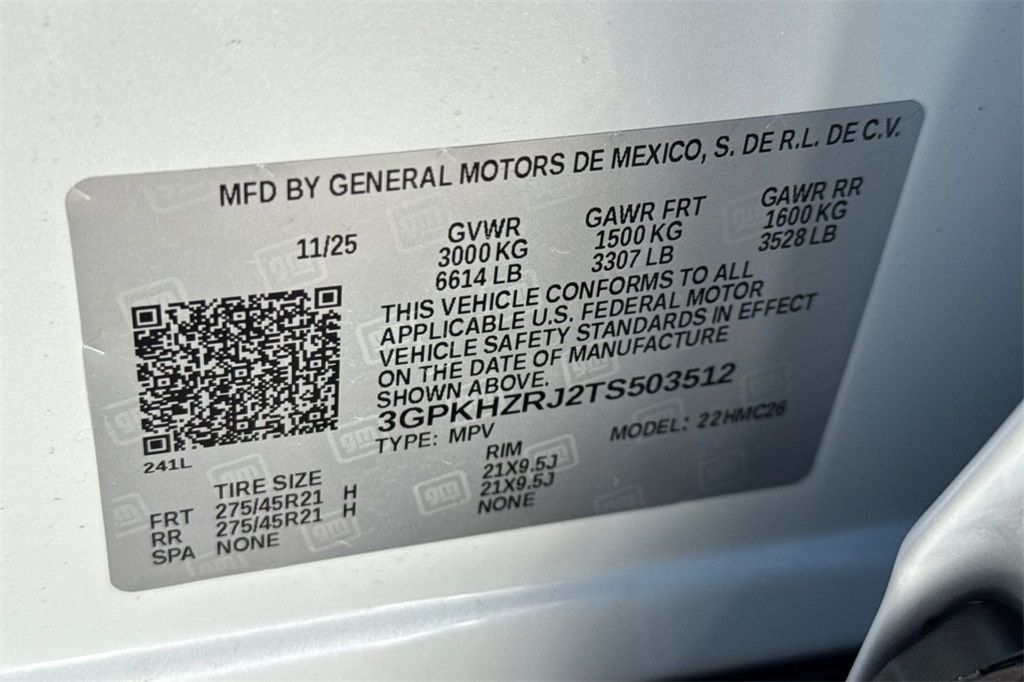 MFD BY GENERAL MOTORS DE MEXICO, S. DE R.L. DE C.V.
11/25 GVWR GAWR FRT GAWR RR
3000 KG 1500 KG 1600 KG
6614 LB 3307 LB 3528 LB
THIS VEHICLE CONFORMS TO ALL
APPLICABLE U.S. FEDERAL MOTOR
VEHICLE SAFETY STANDARDS IN EFFECT
ON THE DATE OF MANUFACTURE
SHOWN ABOVE.
3GPKHZRJ2TS503512
TYPE: MPV MODEL: 22HMC26
241L
TIRE SIZE RIM
FRT 275/45R21 H 21X9.5J
RR 275/45R21 H 21X9.5J
SPA NONE NONE
gm